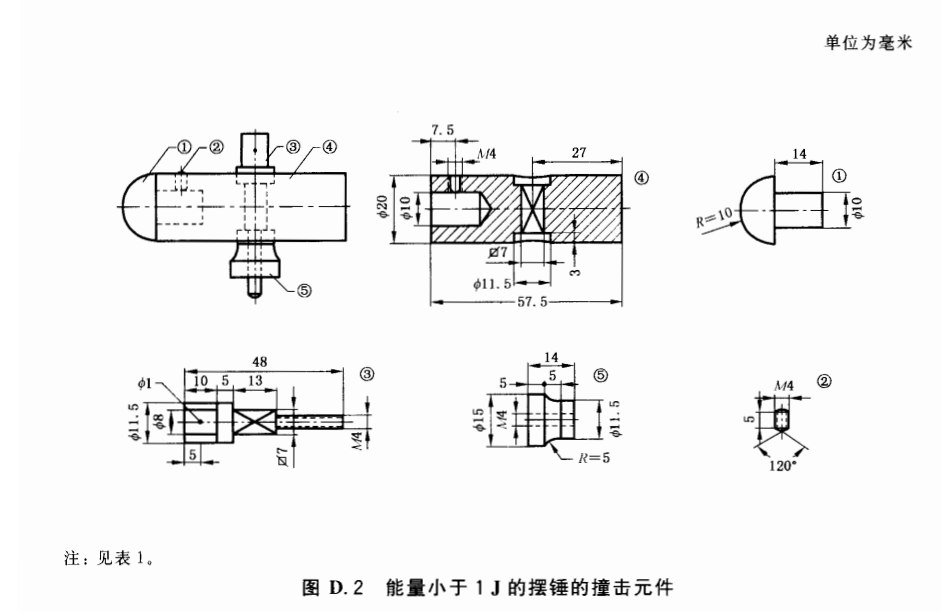 单位为毫米
① ② ③ ④
⑤
7.5
M4
27
④
ϕ20
ϕ10
□7
ϕ11.5
3
57.5
14
①
R=10
ϕ10
48
③
ϕ1
10 5 13
ϕ11.5
ϕ8
5
□7
M4
14
⑤
5 5
ϕ15
M4
ϕ11.5
R=5
②
M4
5
120°
注：见表 1。
图 D.2 能量小于 1 J 的摆锤的撞击元件